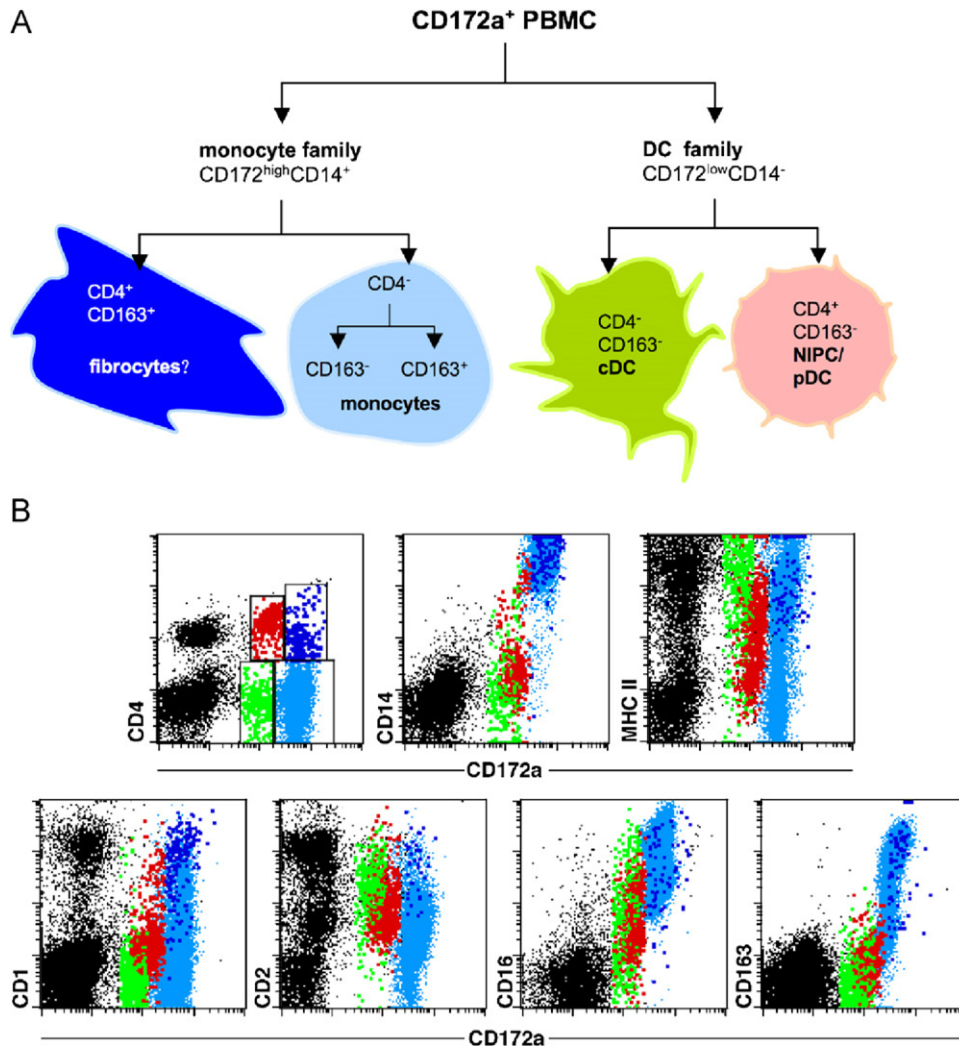 A
CD172a⁺ PBMC
monocyte family
CD172ʰⁱᵍʰCD14⁺
DC family
CD172ˡᵒʷCD14⁻
CD4⁺
CD163⁺
fibrocytes?
CD4⁻
CD163⁻ CD163⁺
monocytes
CD4⁻
CD163⁻
cDC
CD4⁺
CD163⁻
NIPC/
pDC
B
CD4
CD14
MHC II
CD172a
CD1
CD2
CD16
CD163
CD172a